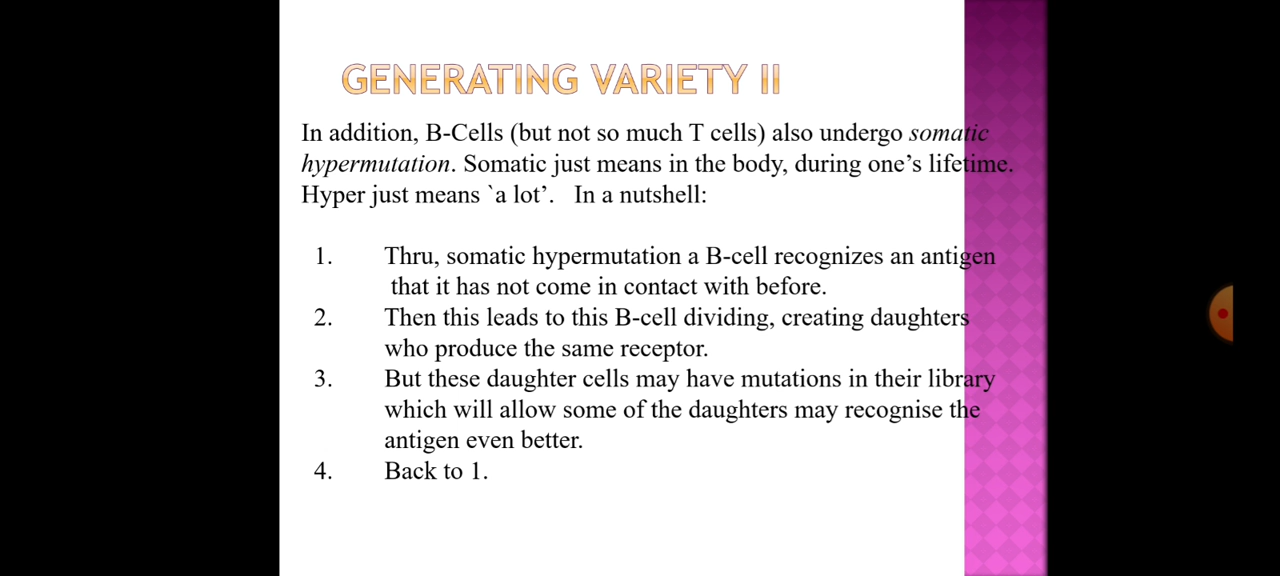 GENERATING VARIETY II
In addition, B-Cells (but not so much T cells) also undergo somatic
hypermutation. Somatic just means in the body, during one’s lifetime.
Hyper just means `a lot’. In a nutshell:
1. Thru, somatic hypermutation a B-cell recognizes an antigen
that it has not come in contact with before.
2. Then this leads to this B-cell dividing, creating daughters
who produce the same receptor.
3. But these daughter cells may have mutations in their library
which will allow some of the daughters may recognise the
antigen even better.
4. Back to 1.